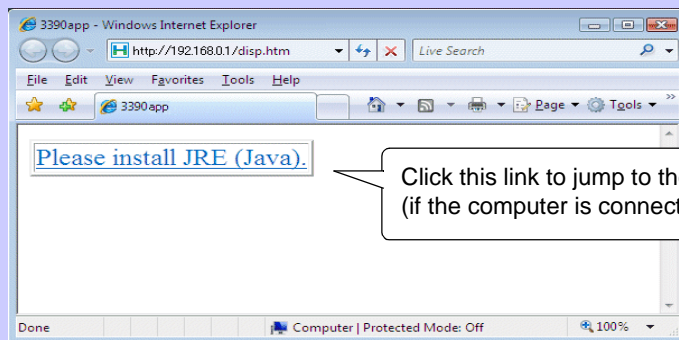 3390app - Windows Internet Explorer
http://192.168.0.1/disp.htm
Live Search
File Edit View Favorites Tools Help
3390app
Page Tools
Please install JRE (Java).
Click this link to jump to the
(if the computer is connect
Done
Computer | Protected Mode: Off
100%